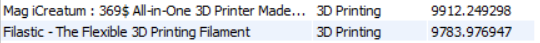 Mag iCreatum : 369$ All-in-One 3D Printer Made... 3D Printing 9912.249298
Filastic - The Flexible 3D Printing Filament 3D Printing 9783.976947